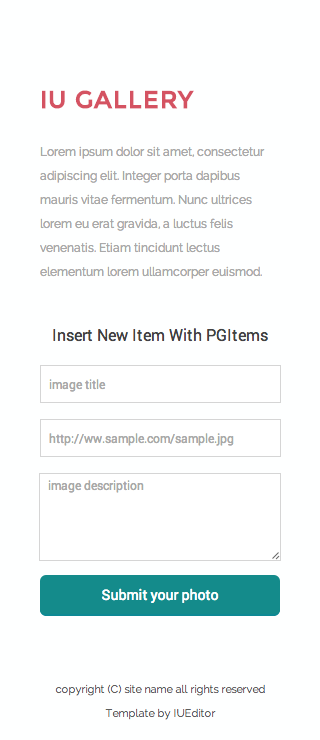 IU GALLERY
Lorem ipsum dolor sit amet, consectetur
adipiscing elit. Integer porta dapibus
mauris vitae fermentum. Nunc ultrices
lorem eu erat gravida, a luctus felis
venenatis. Etiam tincidunt lectus
elementum lorem ullamcorper euismod.
Insert New Item With PGItems
image title
http://ww.sample.com/sample.jpg
image description
Submit your photo
copyright (C) site name all rights reserved
Template by IUEditor